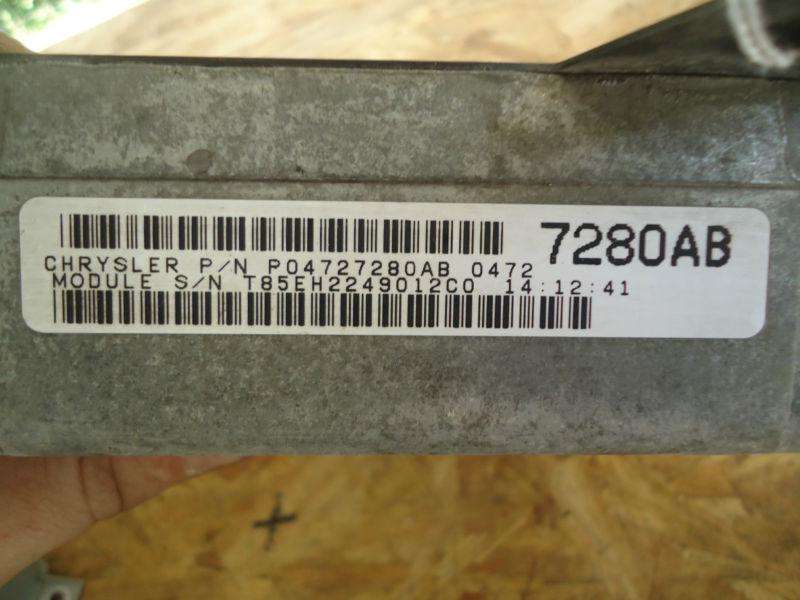 7280AB
CHRYSLER P/N P04727280AB 0472
MODULE S/N T85EH2249012C0 14:12:41